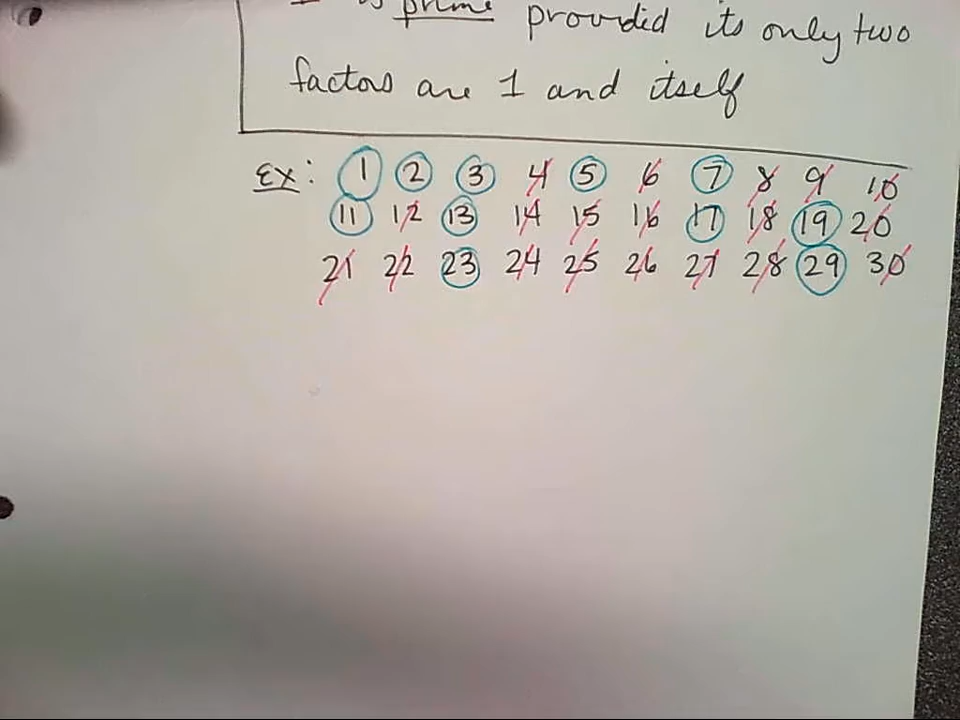 is prime provided its only two
factors are 1 and itself
Ex: 1 2 3 4 5 6 7 8 9 10
11 12 13 14 15 16 17 18 19 20
21 22 23 24 25 26 27 28 29 30